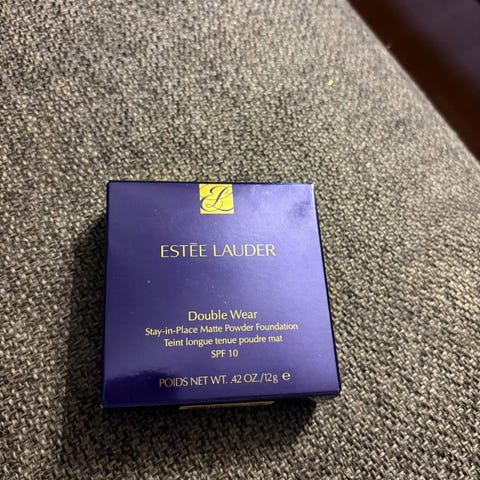 ESTĒE LAUDER
Double Wear
Stay-in-Place Matte Powder Foundation
Teint longue tenue poudre mat
SPF 10
POIDS NET WT. .42 OZ./12g ℮